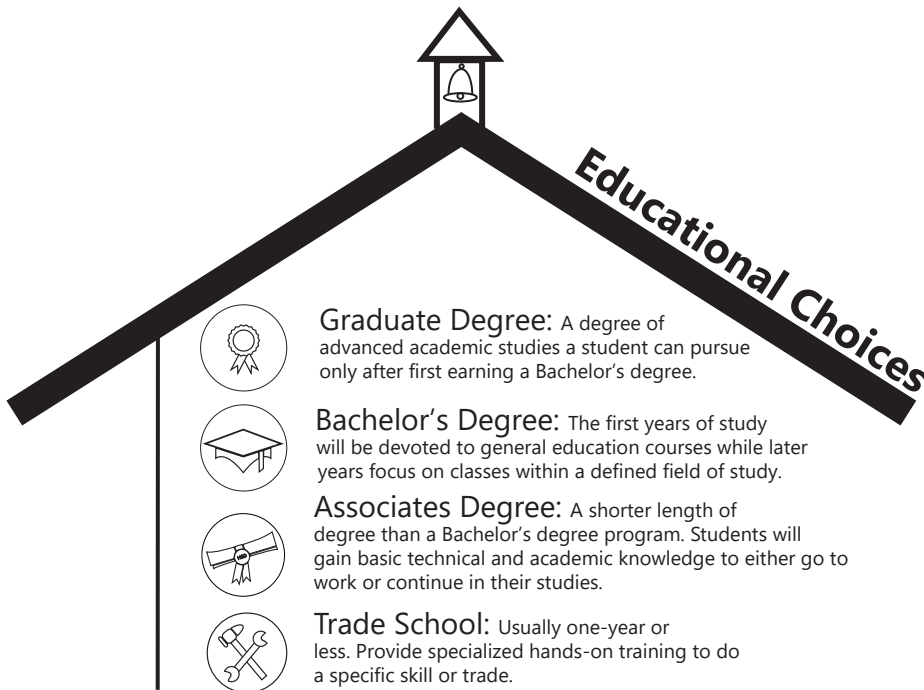 Educational Choices
Graduate Degree: A degree of
advanced academic studies a student can pursue
only after first earning a Bachelor's degree.
Bachelor's Degree: The first years of study
will be devoted to general education courses while later
years focus on classes within a defined field of study.
Associates Degree: A shorter length of
degree than a Bachelor's degree program. Students will
gain basic technical and academic knowledge to either go to
work or continue in their studies.
Trade School: Usually one-year or
less. Provide specialized hands-on training to do
a specific skill or trade.